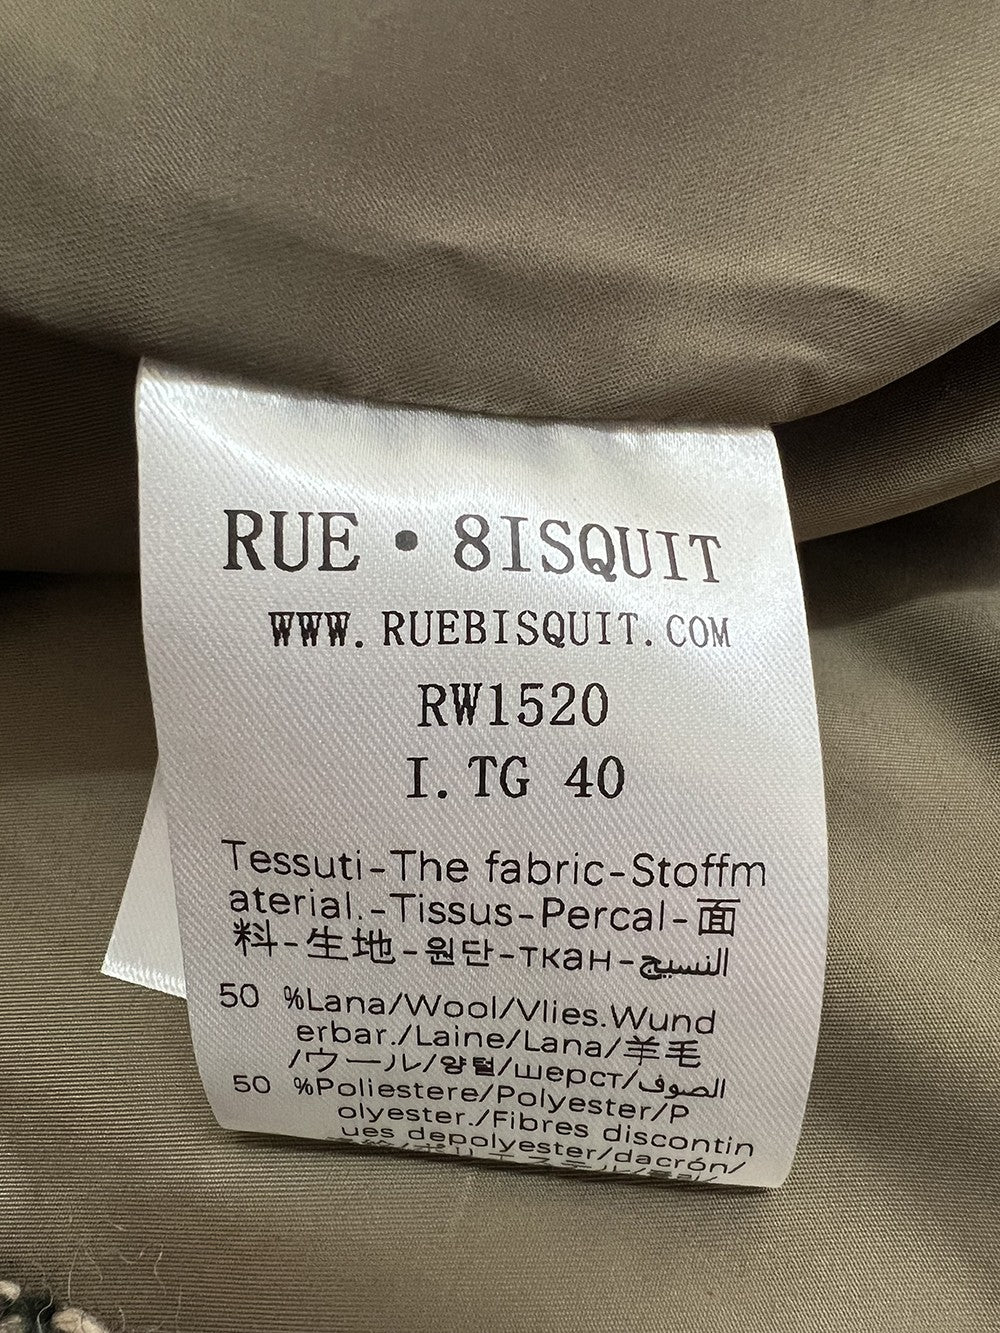 RUE • 8ISQUIT
WWW. RUEBISQUIT. COM
RW1520
I. TG 40
Tessuti-The fabric-Stoffm
aterial.-Tissus-Percal-面
料-生地-원단-ткан-النسيج
50 %Lana/Wool/Vlies.Wund
erbar./Laine/Lana/羊毛
/ウール/양털/шерст/الصوف
50 %Poliestere/Polyester/P
olyester./Fibres discontin
ues depolyester/dacrón/